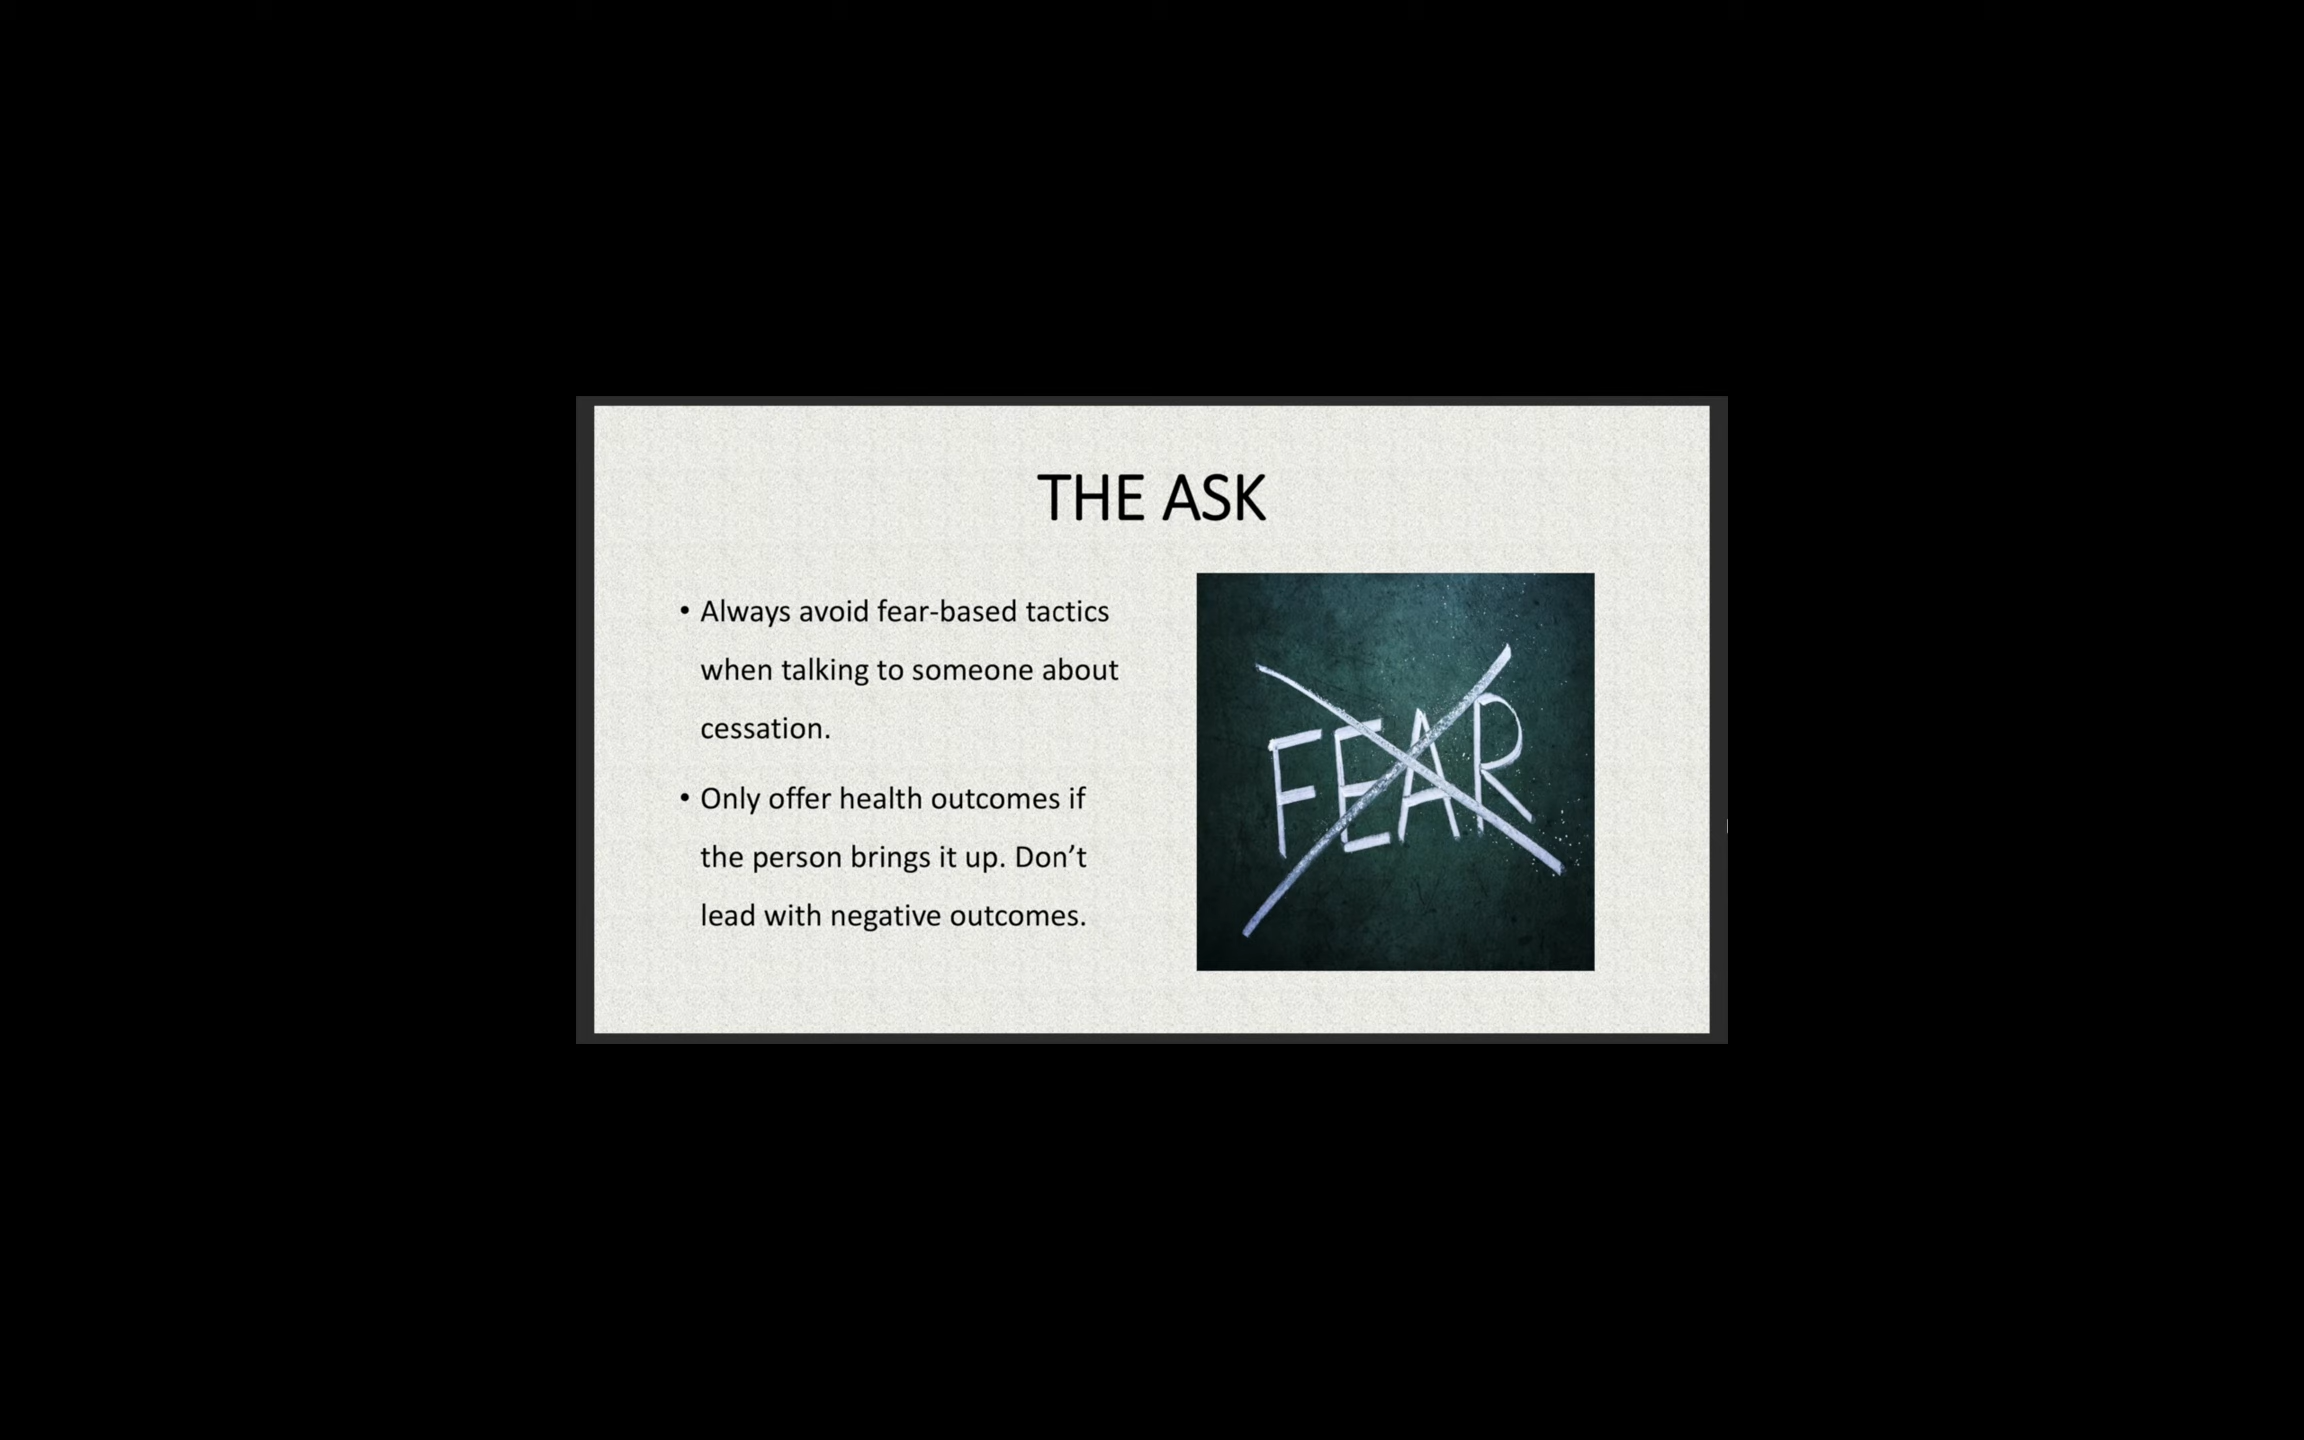 THE ASK
• Always avoid fear-based tactics
when talking to someone about
cessation.
• Only offer health outcomes if
the person brings it up. Don’t
lead with negative outcomes.
FEAR